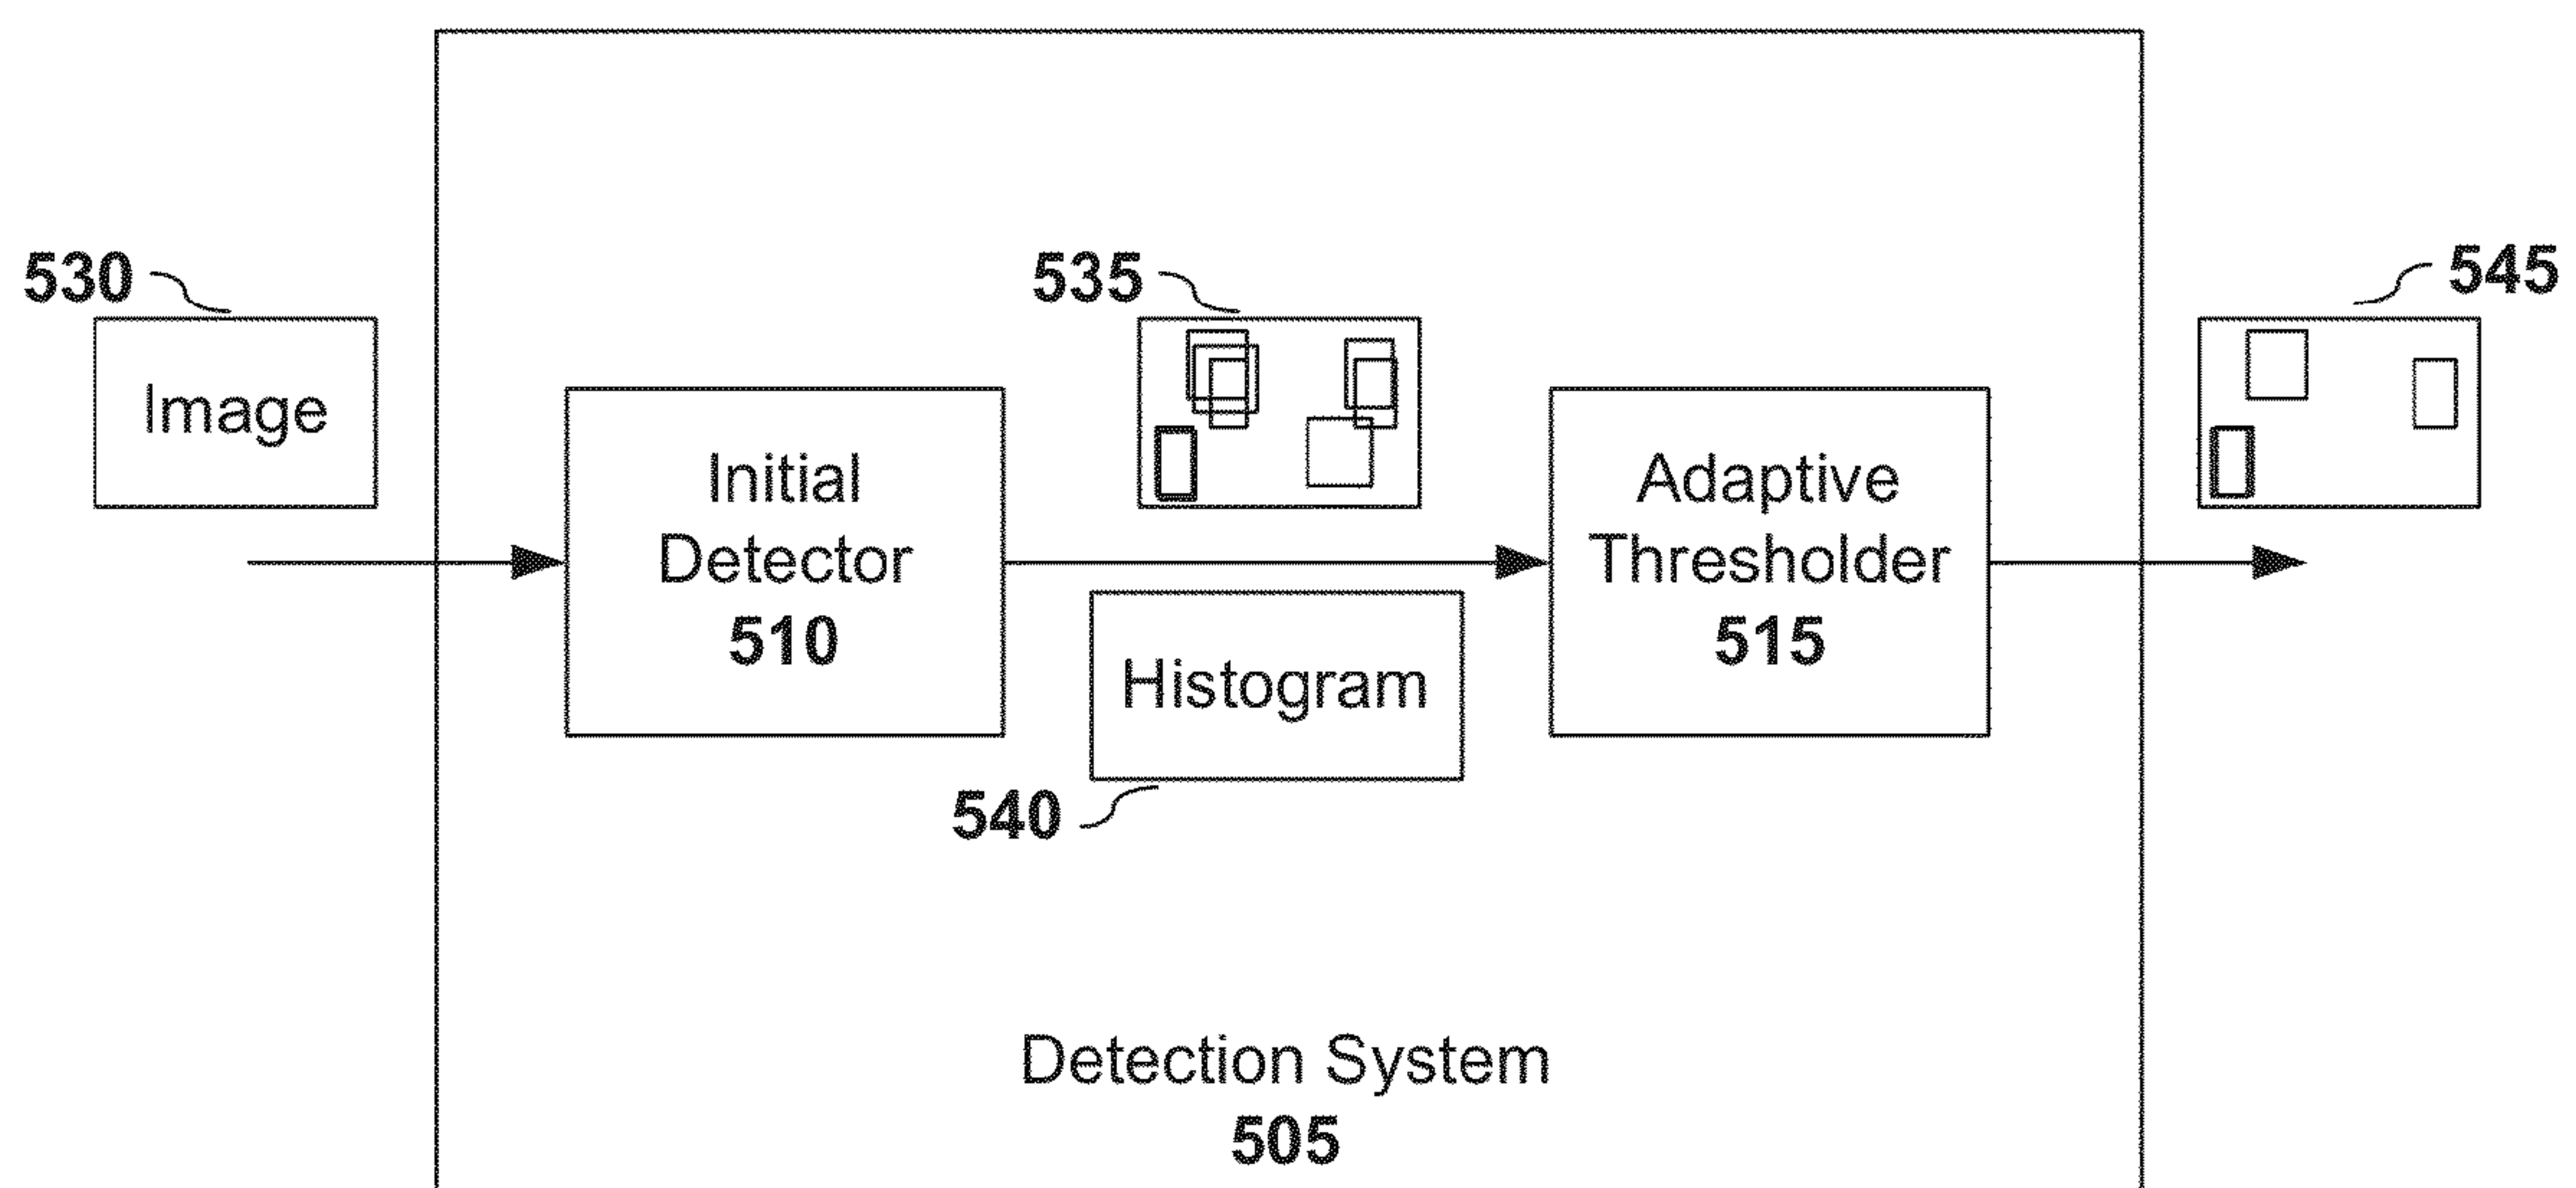 530
Image
Initial
Detector
510
535
Histogram
540
Adaptive
Thresholder
515
545
Detection System
505